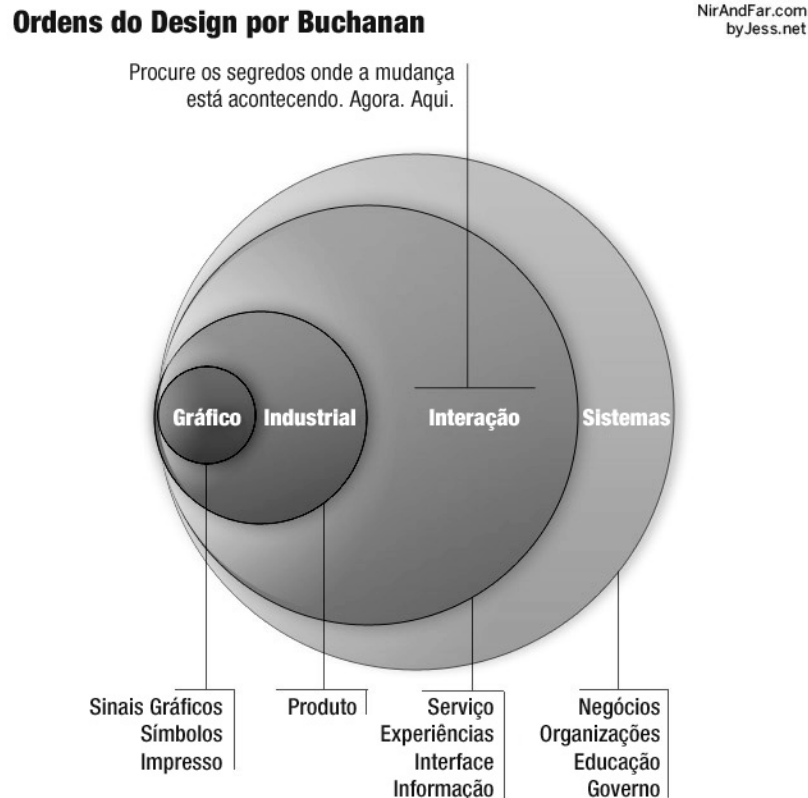 Ordens do Design por Buchanan
NirAndFar.com
byJess.net
Procure os segredos onde a mudança
está acontecendo. Agora. Aqui.
Gráfico
Industrial
Interação
Sistemas
Sinais Gráficos
Símbolos
Impresso
Produto
Serviço
Experiências
Interface
Informação
Negócios
Organizações
Educação
Governo